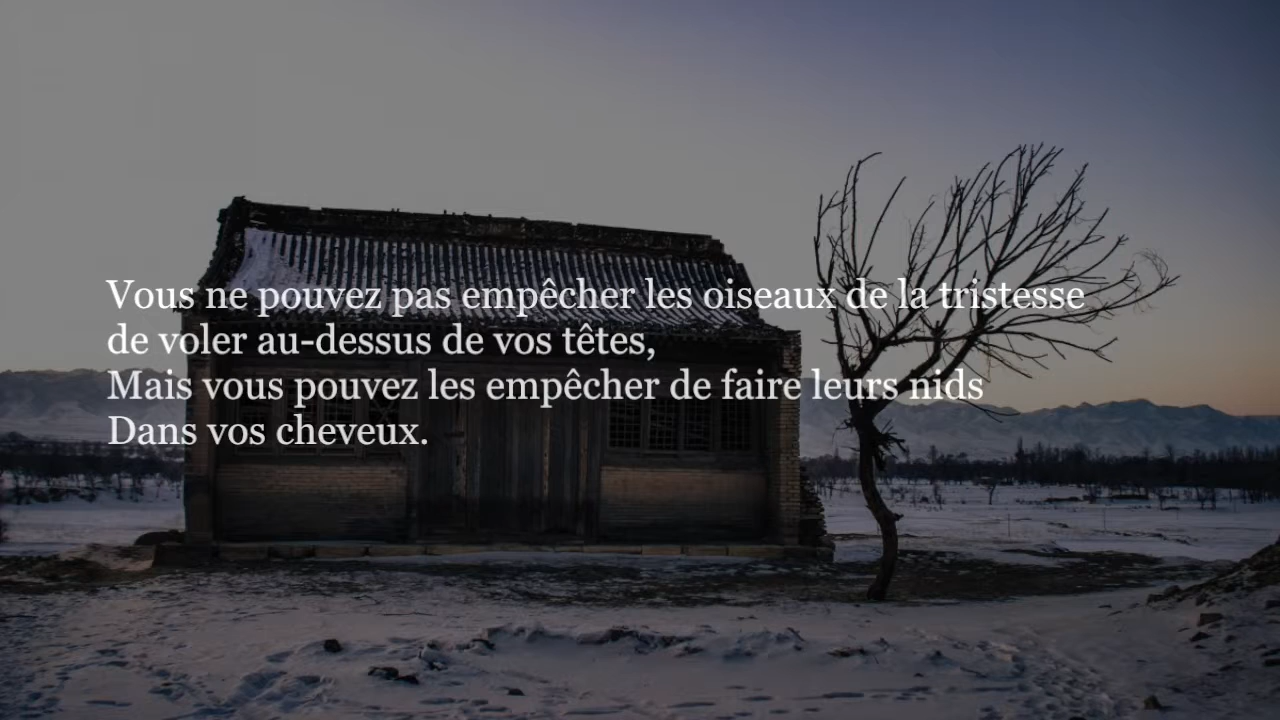 Vous ne pouvez pas empêcher les oiseaux de la tristesse
de voler au-dessus de vos têtes,
Mais vous pouvez les empêcher de faire leurs nids
Dans vos cheveux.